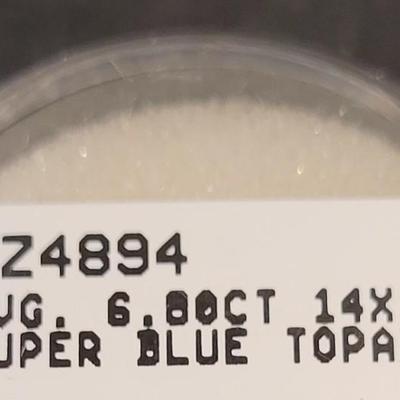 Z4894
VG. 6.80CT 14X
UPER BLUE TOPA